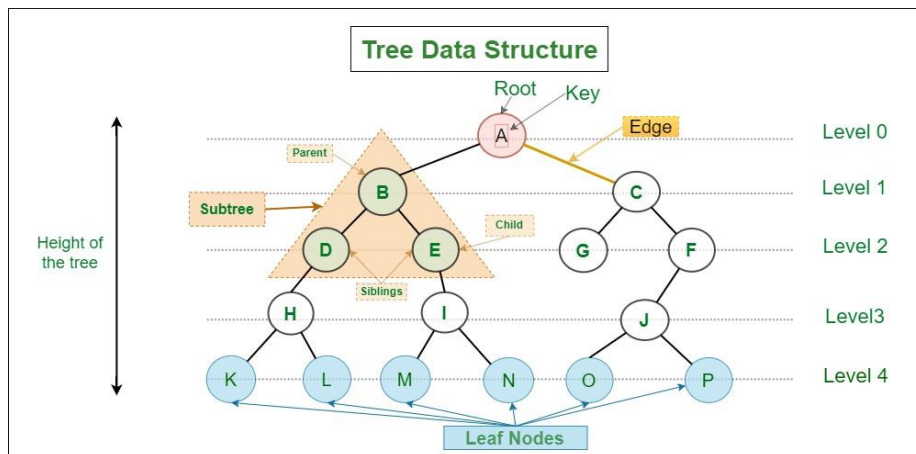 Tree Data Structure
Root
Key
A
Edge
Level 0
Parent
B
C
Level 1
Subtree
Child
Height of
the tree
D
E
G
F
Level 2
Siblings
H
I
J
Level3
K
L
M
N
O
P
Level 4
Leaf Nodes